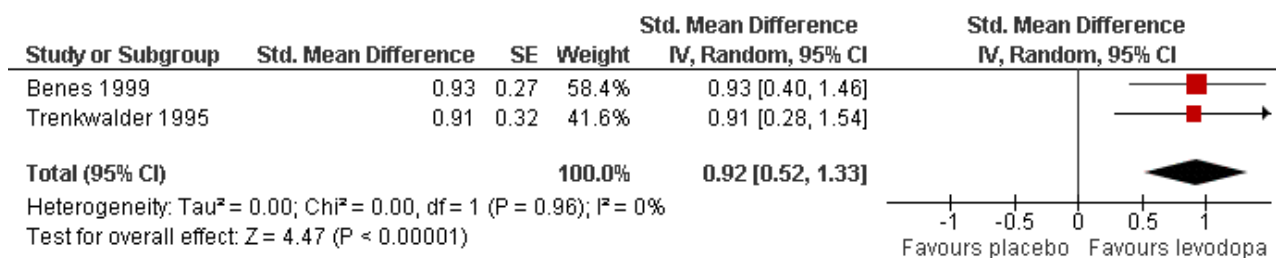 Std. Mean Difference Std. Mean Difference
Study or Subgroup Std. Mean Difference SE Weight IV, Random, 95% CI IV, Random, 95% CI
Benes 1999 0.93 0.27 58.4% 0.93 [0.40, 1.46]
Trenkwalder 1995 0.91 0.32 41.6% 0.91 [0.28, 1.54]
Total (95% CI) 100.0% 0.92 [0.52, 1.33]
Heterogeneity: Tau² = 0.00; Chi² = 0.00, df = 1 (P = 0.96); I² = 0%
Test for overall effect: Z = 4.47 (P < 0.00001)
-1 -0.5 0 0.5 1
Favours placebo Favours levodopa